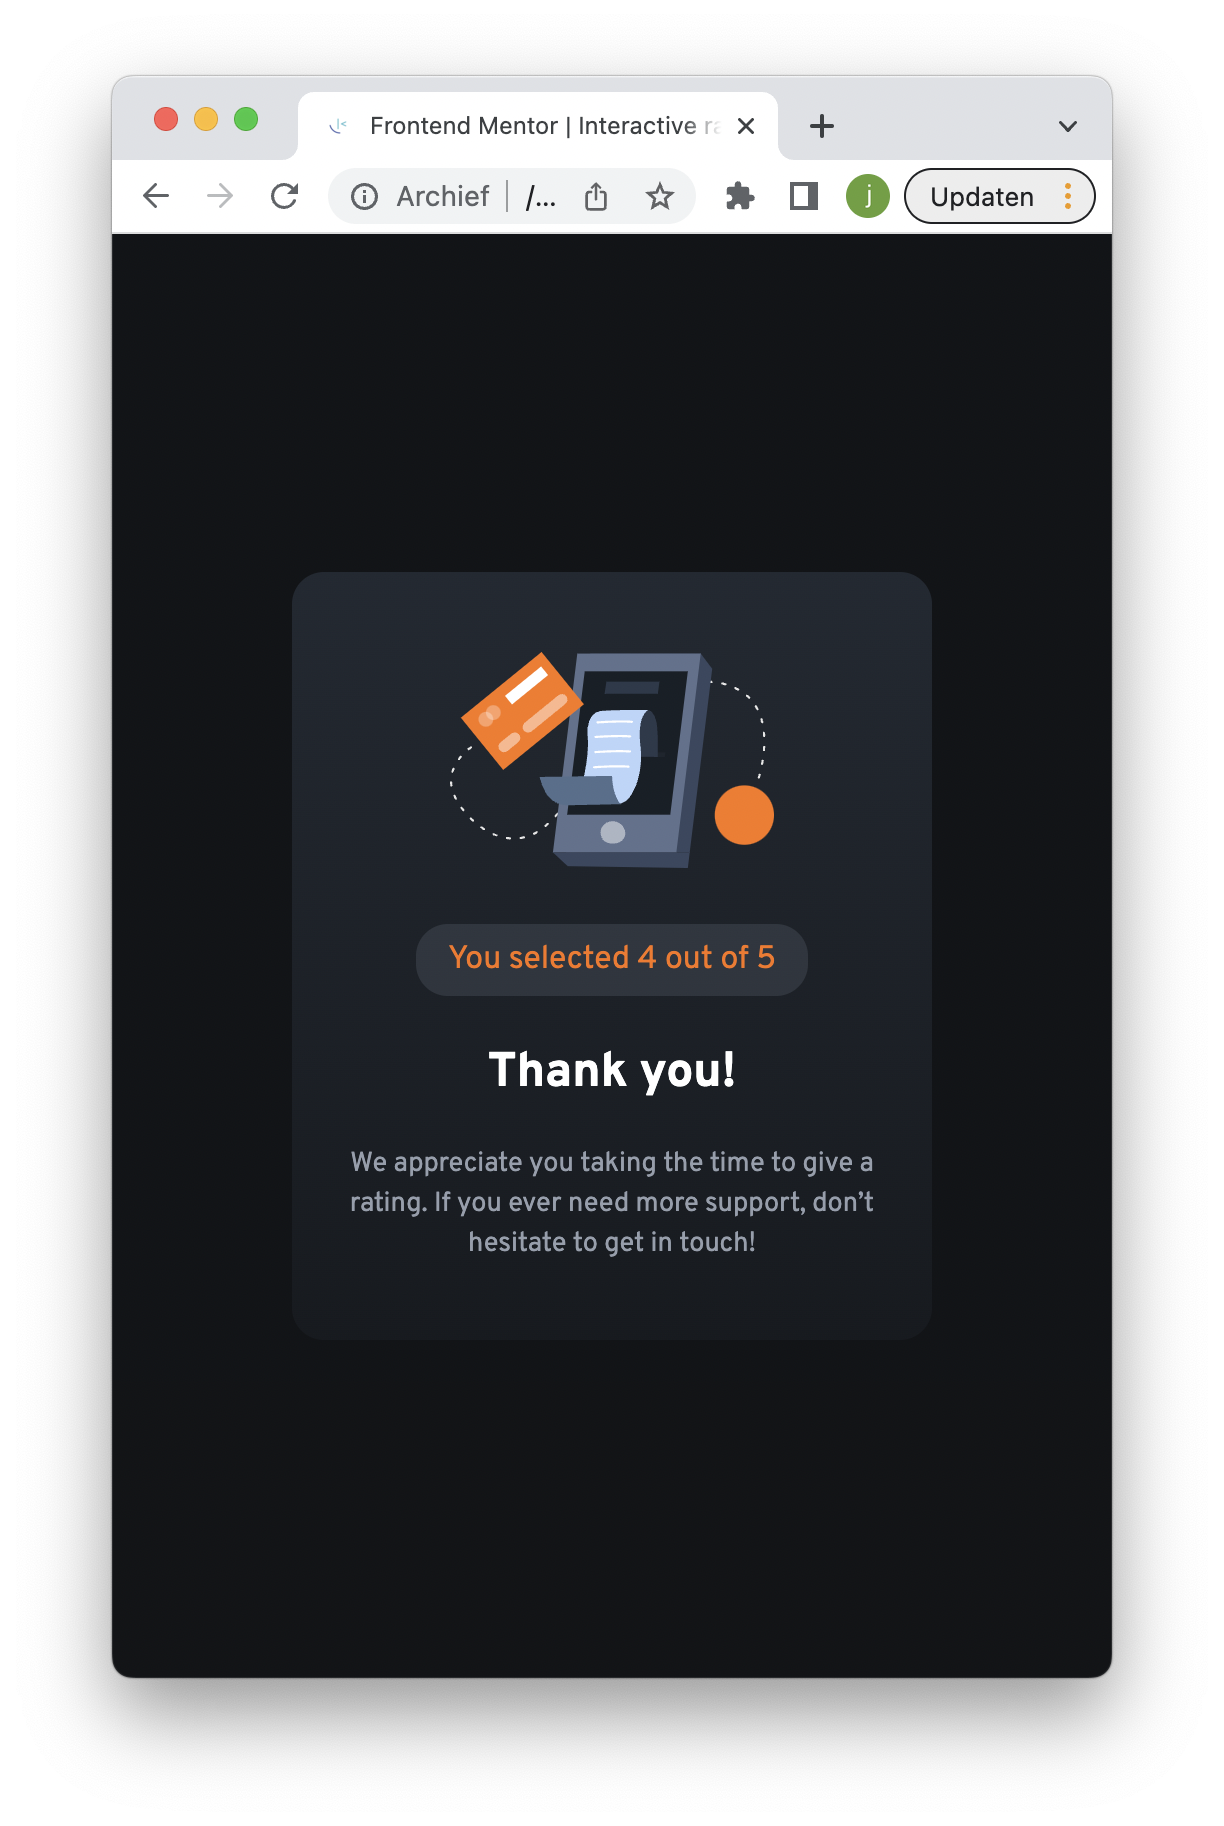 Frontend Mentor | Interactive
Archief | /...
j
Updaten
You selected 4 out of 5
Thank you!
We appreciate you taking the time to give a
rating. If you ever need more support, don’t
hesitate to get in touch!